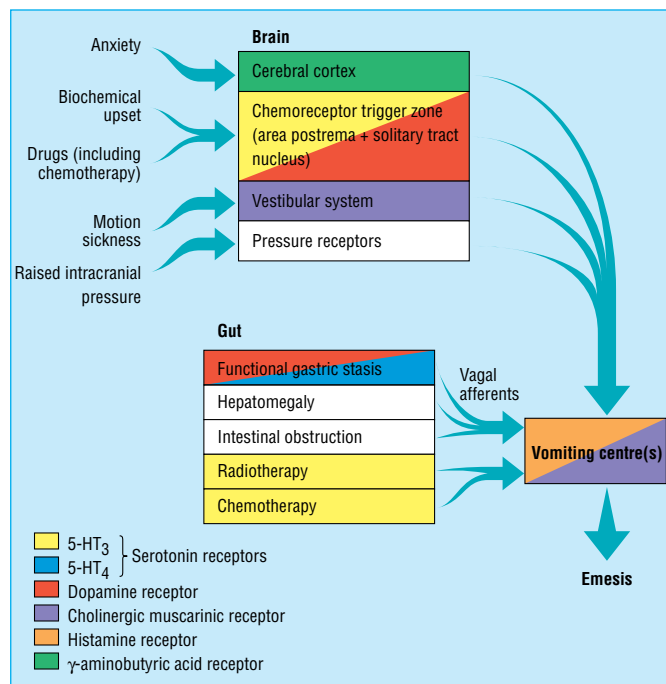 Brain
Anxiety
Cerebral cortex
Biochemical
upset
Chemoreceptor trigger zone
(area postrema + solitary tract
nucleus)
Drugs (including
chemotherapy)
Vestibular system
Motion
sickness
Pressure receptors
Raised intracranial
pressure
Gut
Functional gastric stasis
Hepatomegaly
Intestinal obstruction
Radiotherapy
Chemotherapy
Vagal
afferents
Vomiting centre(s)
Emesis
5-HT3
5-HT4
Serotonin receptors
Dopamine receptor
Cholinergic muscarinic receptor
Histamine receptor
γ-aminobutyric acid receptor